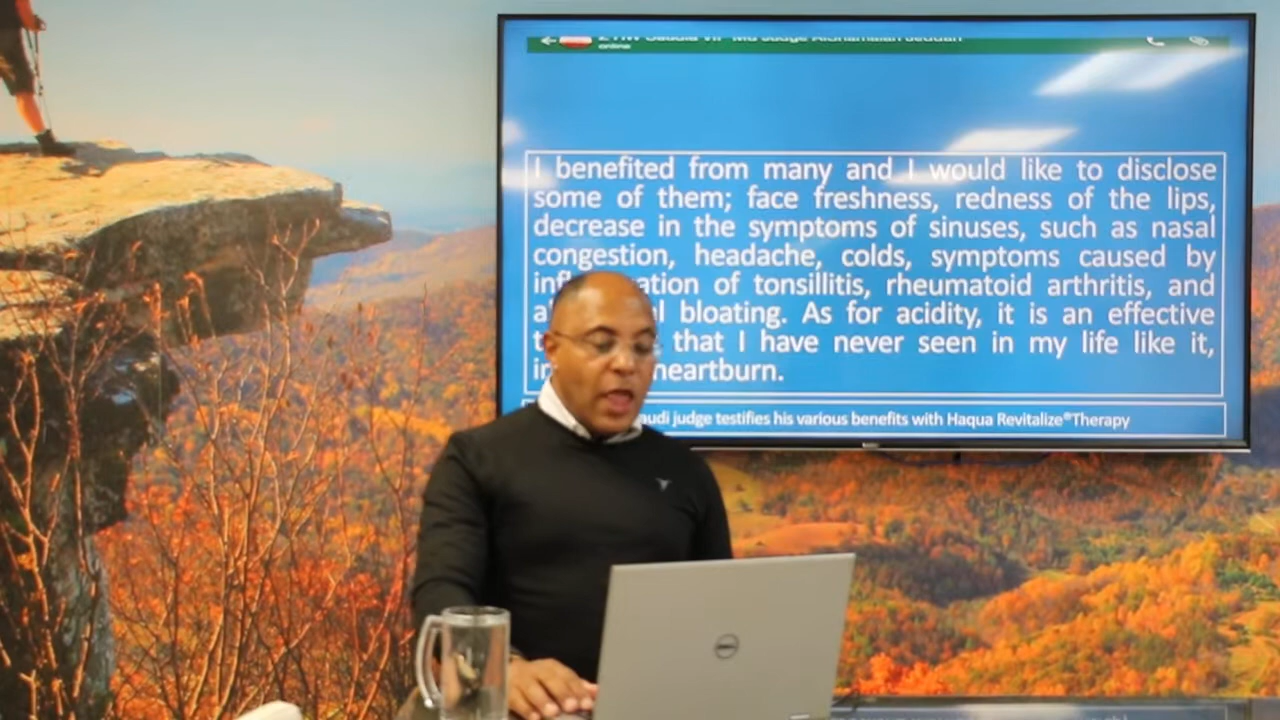 online
I benefited from many and I would like to disclose
some of them; face freshness, redness of the lips,
decrease in the symptoms of sinuses, such as nasal
congestion, headache, colds, symptoms caused by
of tonsillitis, rheumatoid arthritis, and
bloating. As for acidity, it is an effective
that I have never seen in my life like it,
heartburn.
judge testifies his various benefits with Haqua Revitalize®Therapy
DELL